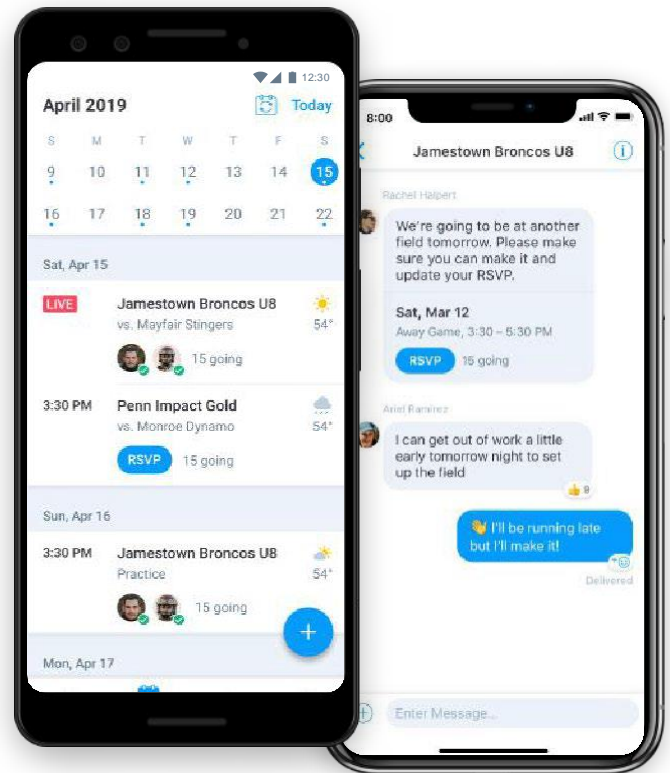 12:30
April 2019
Today
S M T W T F S
9 10 11 12 13 14 15
16 17 18 19 20 21 22
Sat, Apr 15
LIVE
Jamestown Broncos U8
vs. Mayfair Stingers
54°
15 going
3:30 PM
Penn Impact Gold
vs. Monroe Dynamo
54°
RSVP
15 going
Sun, Apr 16
3:30 PM
Jamestown Broncos U8
Practice
54°
15 going
+
Mon, Apr 17
8:00
Jamestown Broncos U8
i
Rachel Halpert
We're going to be at another
field tomorrow. Please make
sure you can make it and
update your RSVP.
Sat, Mar 12
Away Game, 3:30 – 5:30 PM
RSVP
15 going
Ariel Ramirez
I can get out of work a little
early tomorrow night to set
up the field
👍 9
👋 I'll be running late
but I'll make it!
Delivered
Enter Message...